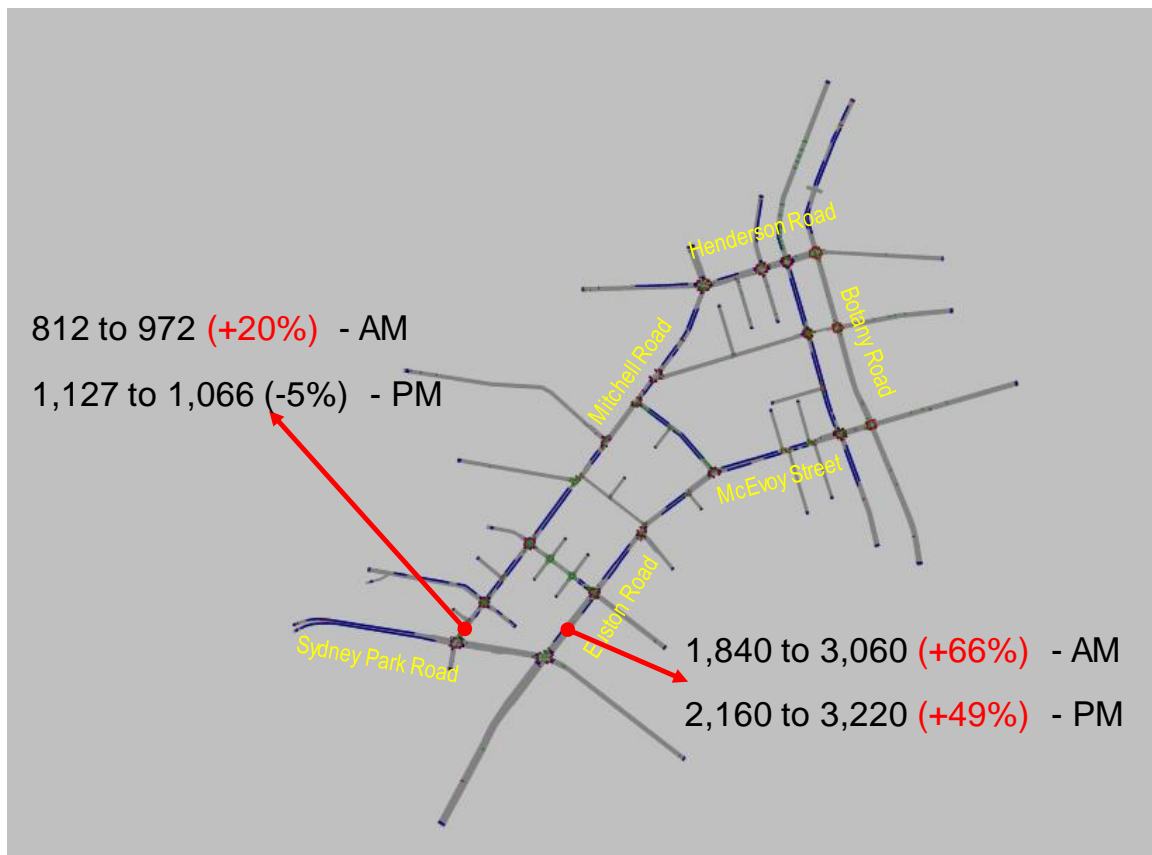 Henderson Road
Botany Road
812 to 972 (+20%) - AM
1,127 to 1,066 (-5%) - PM
Mitchell Road
McEvoy Street
Euston Road
Sydney Park Road
1,840 to 3,060 (+66%) - AM
2,160 to 3,220 (+49%) - PM